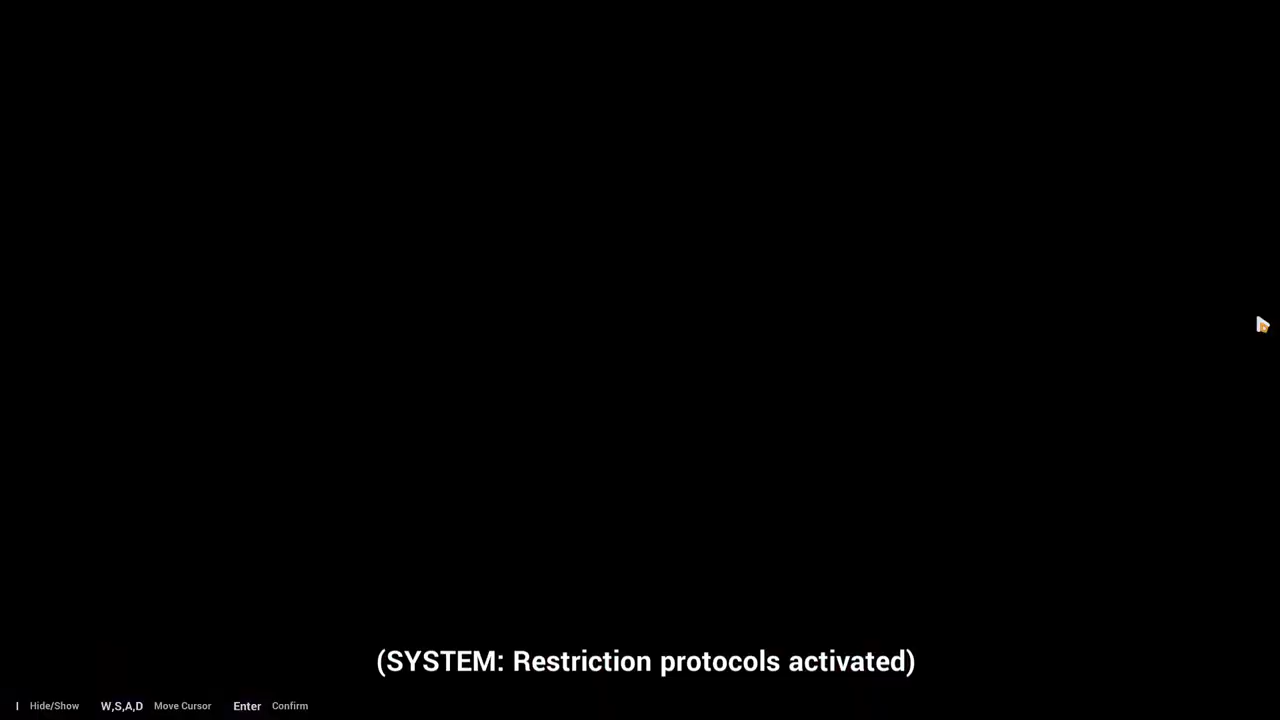 (SYSTEM: Restriction protocols activated)
I Hide/Show W,S,A,D Move Cursor Enter Confirm